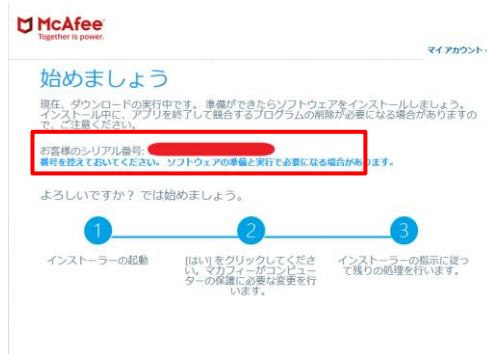 McAfee
Together is power.
マイ アカウント
始めましょう
現在、ダウンロードの実行中です。準備ができたらソフトウェアをインストールしましょう。
インストール中に、アプリを終了して競合するプログラムの削除が必要になる場合がありますの
で、ご注意ください。
お客様のシリアル番号:
番号を控えておいてください。 ソフトウェアの準備と実行で必要になる場合があります。
よろしいですか? では始めましょう。
1
2
3
インストーラーの起動
[はい] をクリックしてくださ
い。マカフィーがコンピュー
ターの保護に必要な変更を行
います。
インストーラーの指示に従っ
て残りの処理を行います。